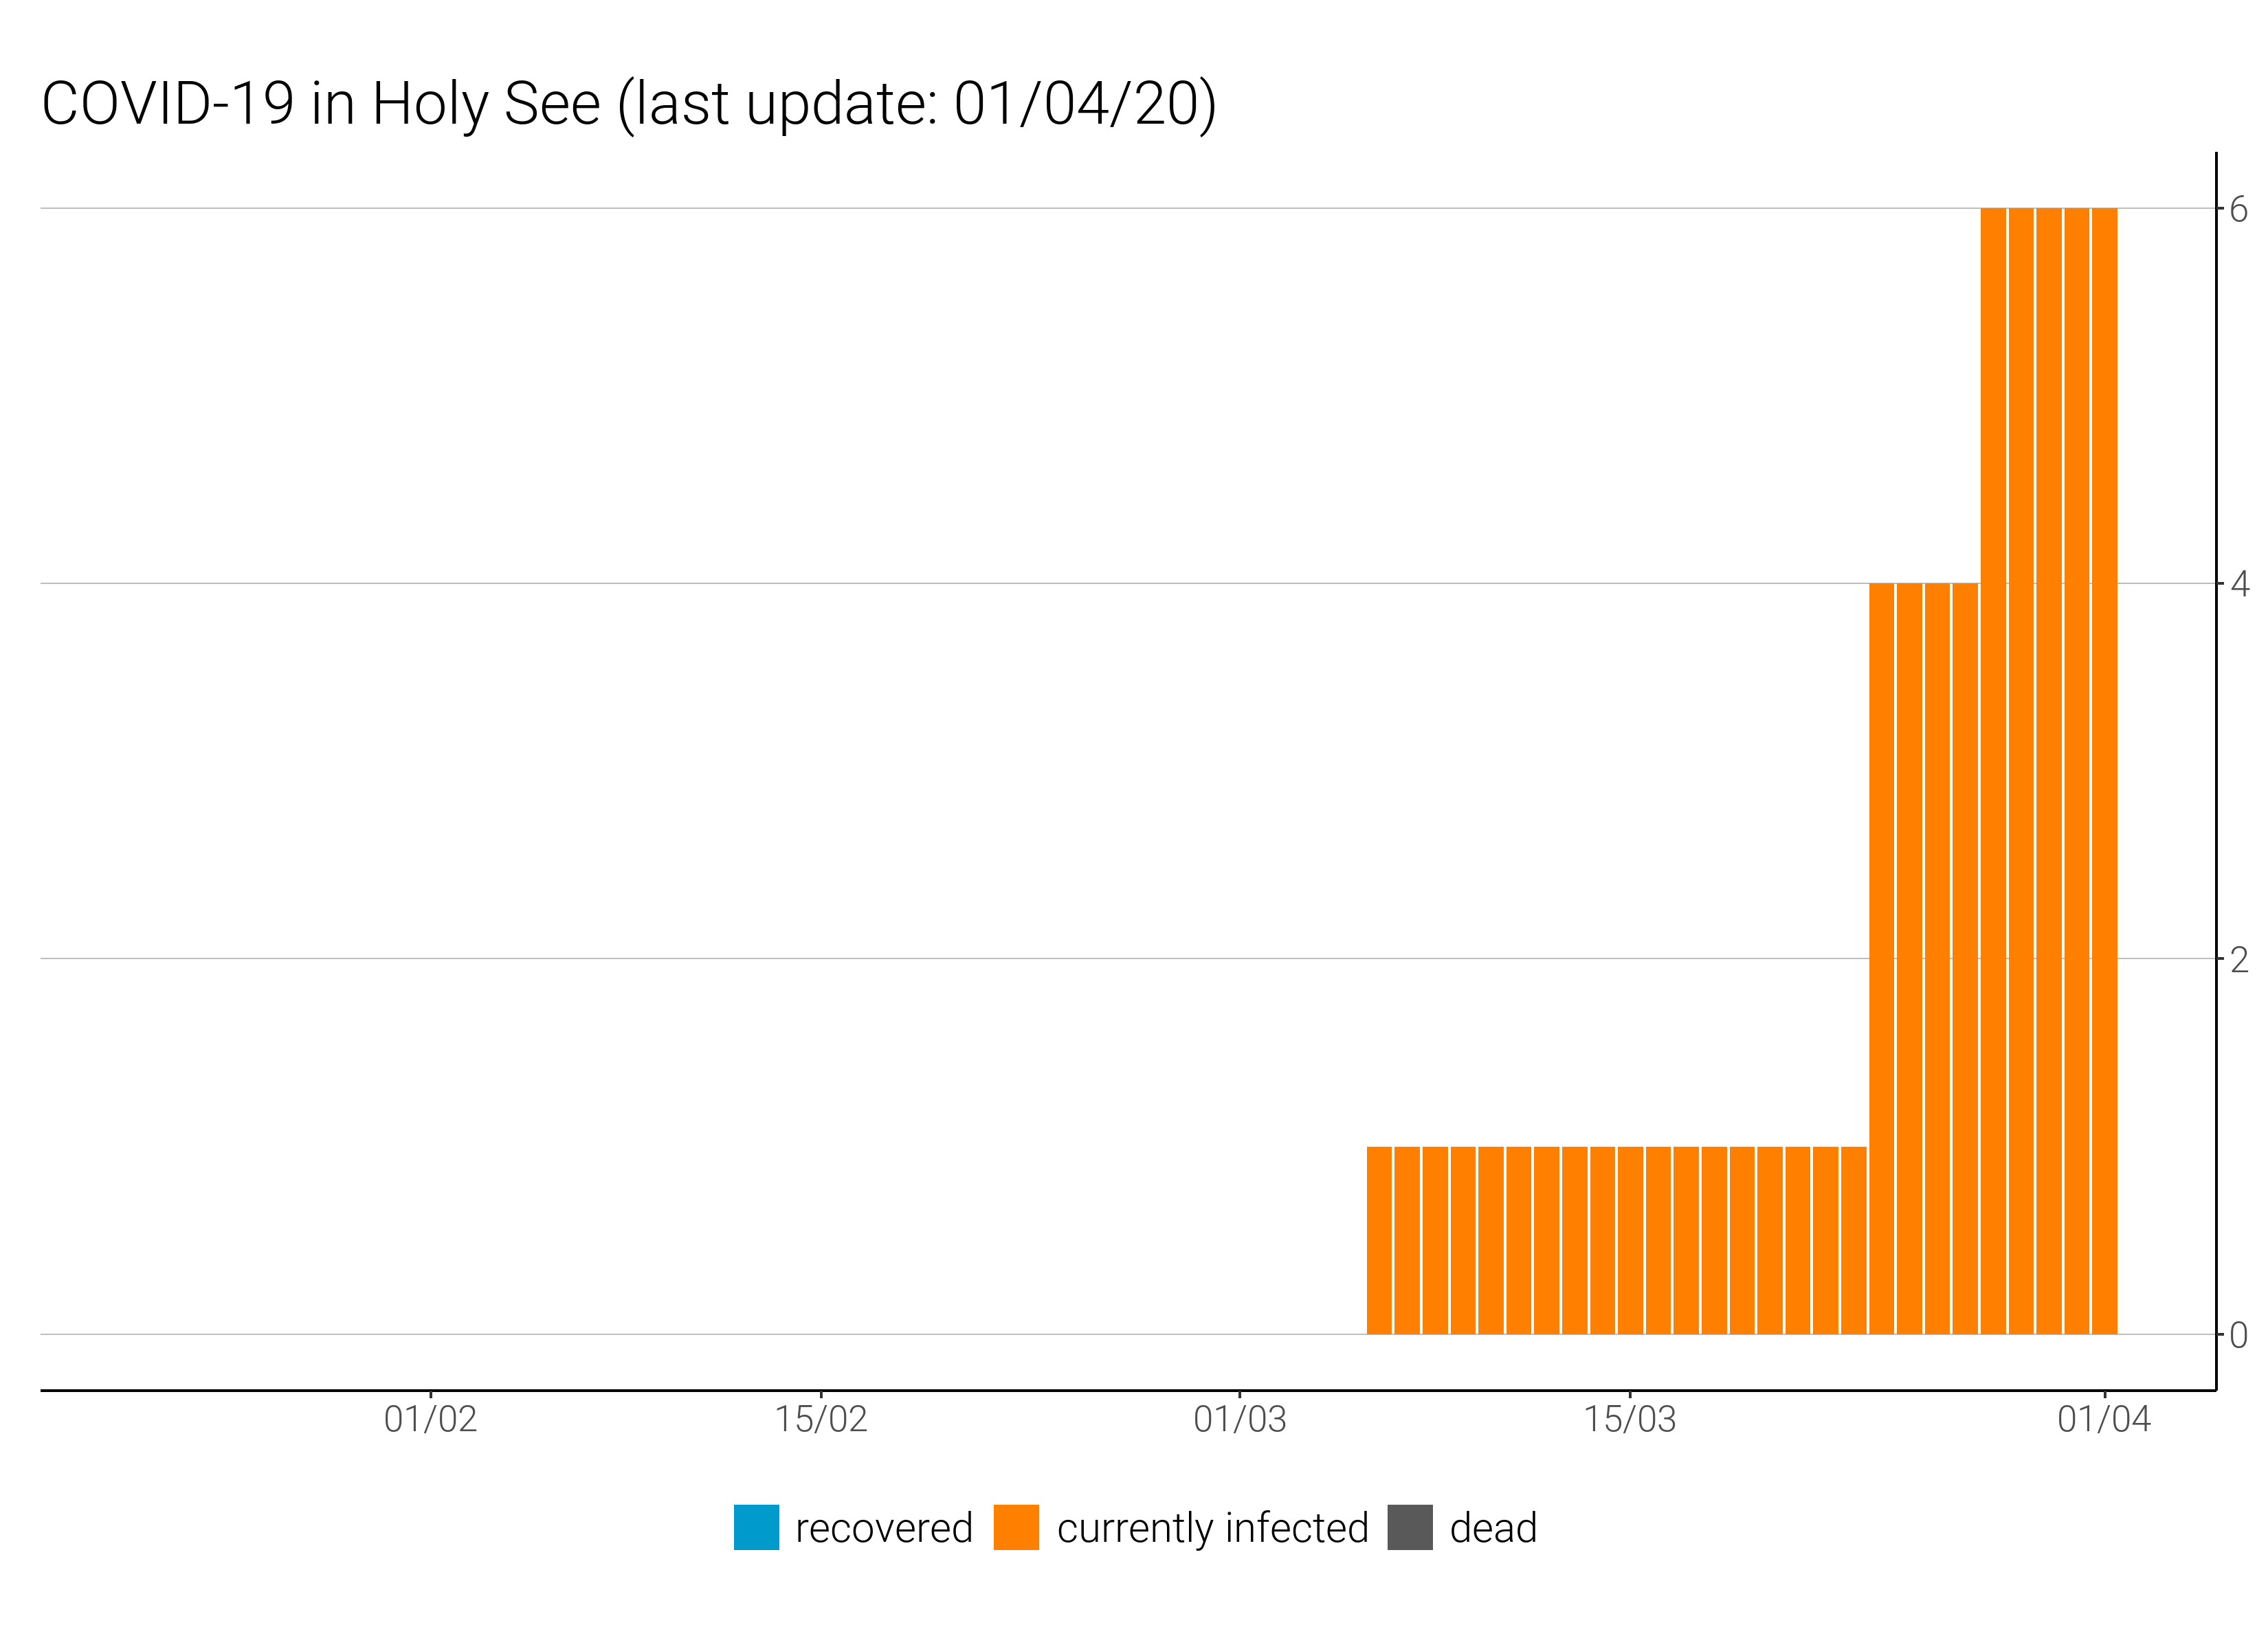 COVID-19 in Holy See (last update: 01/04/20)
6
4
2
0
01/02 15/02 01/03 15/03 01/04
recovered currently infected dead